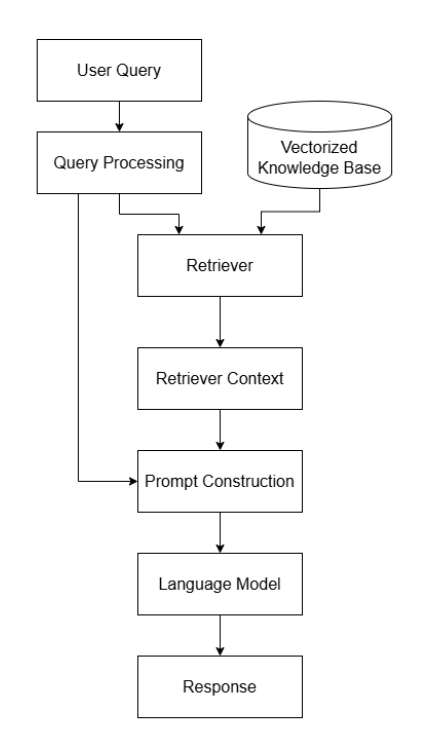 User Query
Query Processing
Vectorized
Knowledge Base
Retriever
Retriever Context
Prompt Construction
Language Model
Response